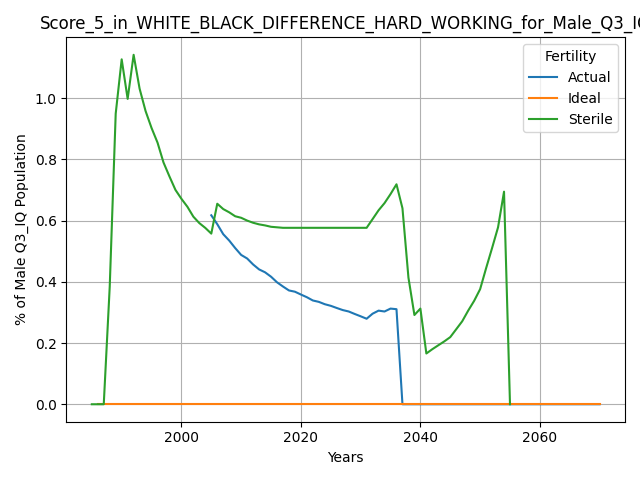 Score_5_in_WHITE_BLACK_DIFFERENCE_HARD_WORKING_for_Male_Q3_IQ
Fertility
Actual
Ideal
Sterile
% of Male Q3_IQ Population
1.0
0.8
0.6
0.4
0.2
0.0
2000 2020 2040 2060
Years